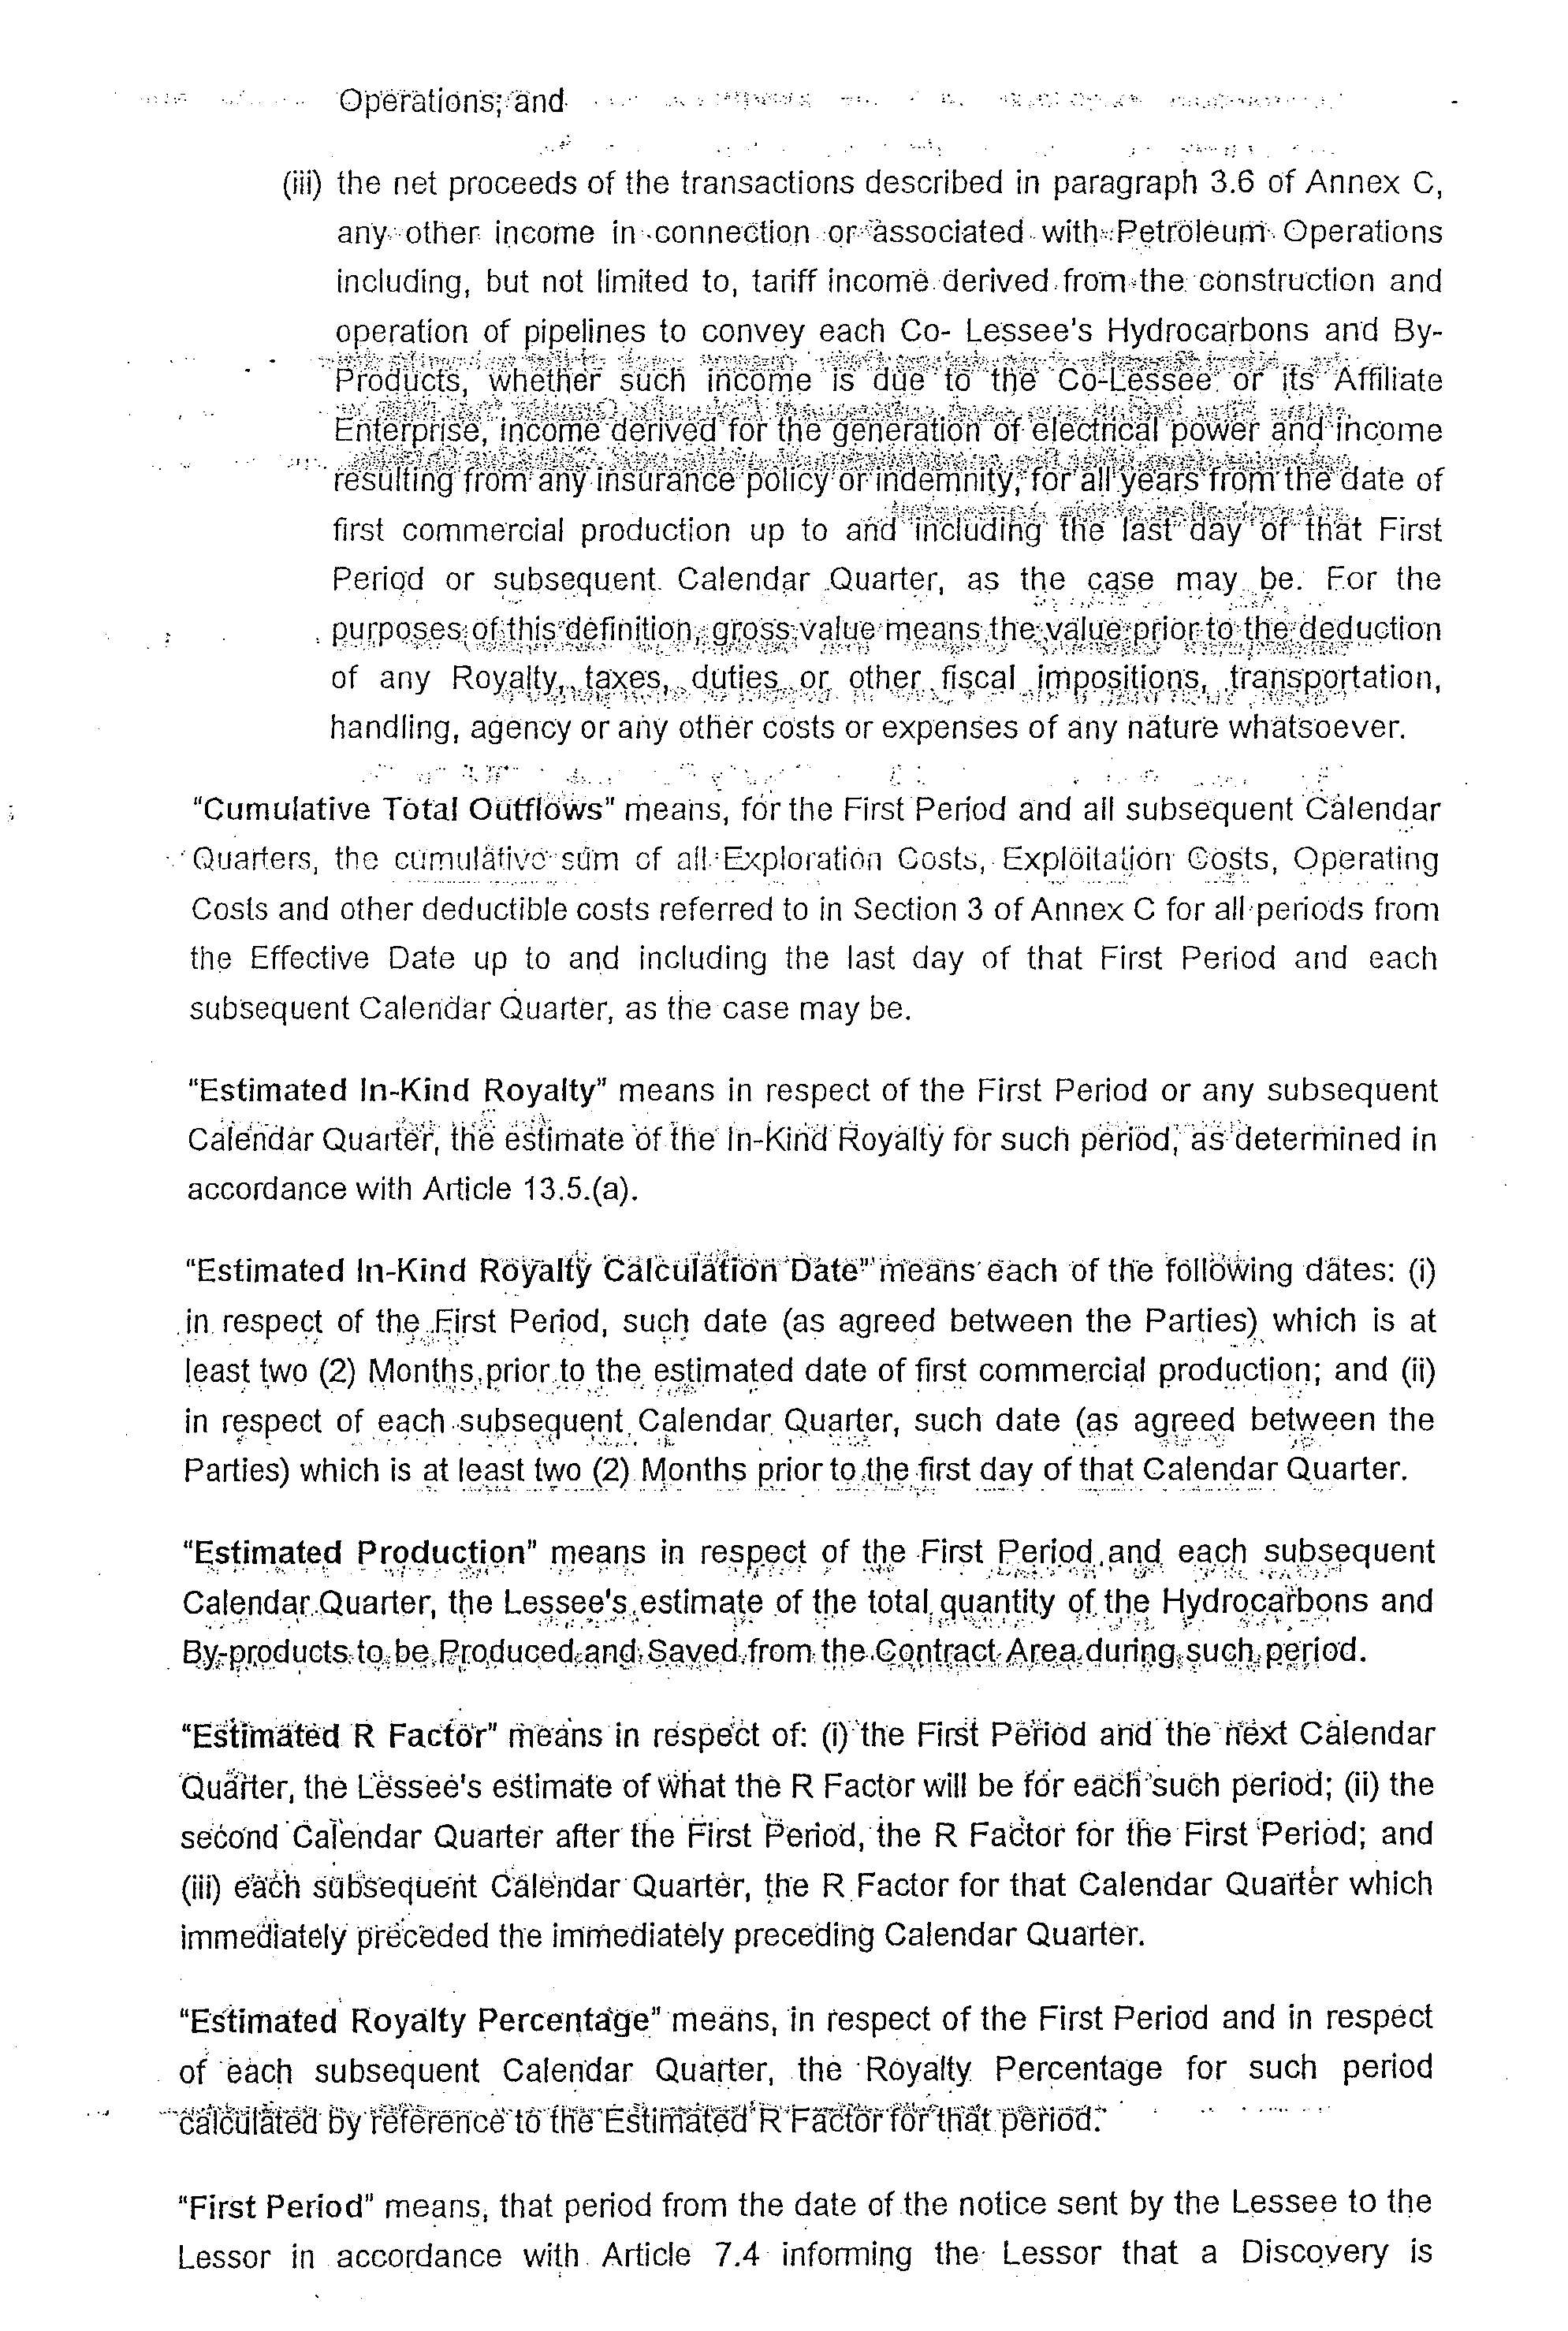 Operations; and
(iii) the net proceeds of the transactions described in paragraph 3.6 of Annex C,
any other income in connection or associated with Petroleum Operations
including, but not limited to, tariff income derived from the construction and
operation of pipelines to convey each Co- Lessee's Hydrocarbons and By-
Products, whether such income is due to the Co-Lessee or its Affiliate
Enterprise, income derived for the generation of electrical power and income
resulting from any insurance policy or indemnity, for all years from the date of
first commercial production up to and including the last day of that First
Period or subsequent Calendar Quarter, as the case may be. For the
purposes of this definition, gross value means the value prior to the deduction
of any Royalty, taxes, duties or other fiscal impositions, transportation,
handling, agency or any other costs or expenses of any nature whatsoever.
"Cumulative Total Outflows" means, for the First Period and all subsequent Calendar
Quarters, the cumulative sum of all Exploration Costs, Exploitation Costs, Operating
Costs and other deductible costs referred to in Section 3 of Annex C for all periods from
the Effective Date up to and including the last day of that First Period and each
subsequent Calendar Quarter, as the case may be.
"Estimated In-Kind Royalty" means in respect of the First Period or any subsequent
Calendar Quarter, the estimate of the In-Kind Royalty for such period, as determined in
accordance with Article 13.5.(a).
"Estimated In-Kind Royalty Calculation Date" means each of the following dates: (i)
in respect of the First Period, such date (as agreed between the Parties) which is at
least two (2) Months prior to the estimated date of first commercial production; and (ii)
in respect of each subsequent Calendar Quarter, such date (as agreed between the
Parties) which is at least two (2) Months prior to the first day of that Calendar Quarter.
"Estimated Production" means in respect of the First Period and each subsequent
Calendar Quarter, the Lessee's estimate of the total quantity of the Hydrocarbons and
By-products to be Produced and Saved from the Contract Area during such period.
"Estimated R Factor" means in respect of: (i) the First Period and the next Calendar
Quarter, the Lessee's estimate of what the R Factor will be for each such period; (ii) the
second Calendar Quarter after the First Period, the R Factor for the First Period; and
(iii) each subsequent Calendar Quarter, the R Factor for that Calendar Quarter which
immediately preceded the immediately preceding Calendar Quarter.
"Estimated Royalty Percentage" means, in respect of the First Period and in respect
of each subsequent Calendar Quarter, the Royalty Percentage for such period
calculated by reference to the Estimated R Factor for that period.
"First Period" means, that period from the date of the notice sent by the Lessee to the
Lessor in accordance with Article 7.4 informing the Lessor that a Discovery is